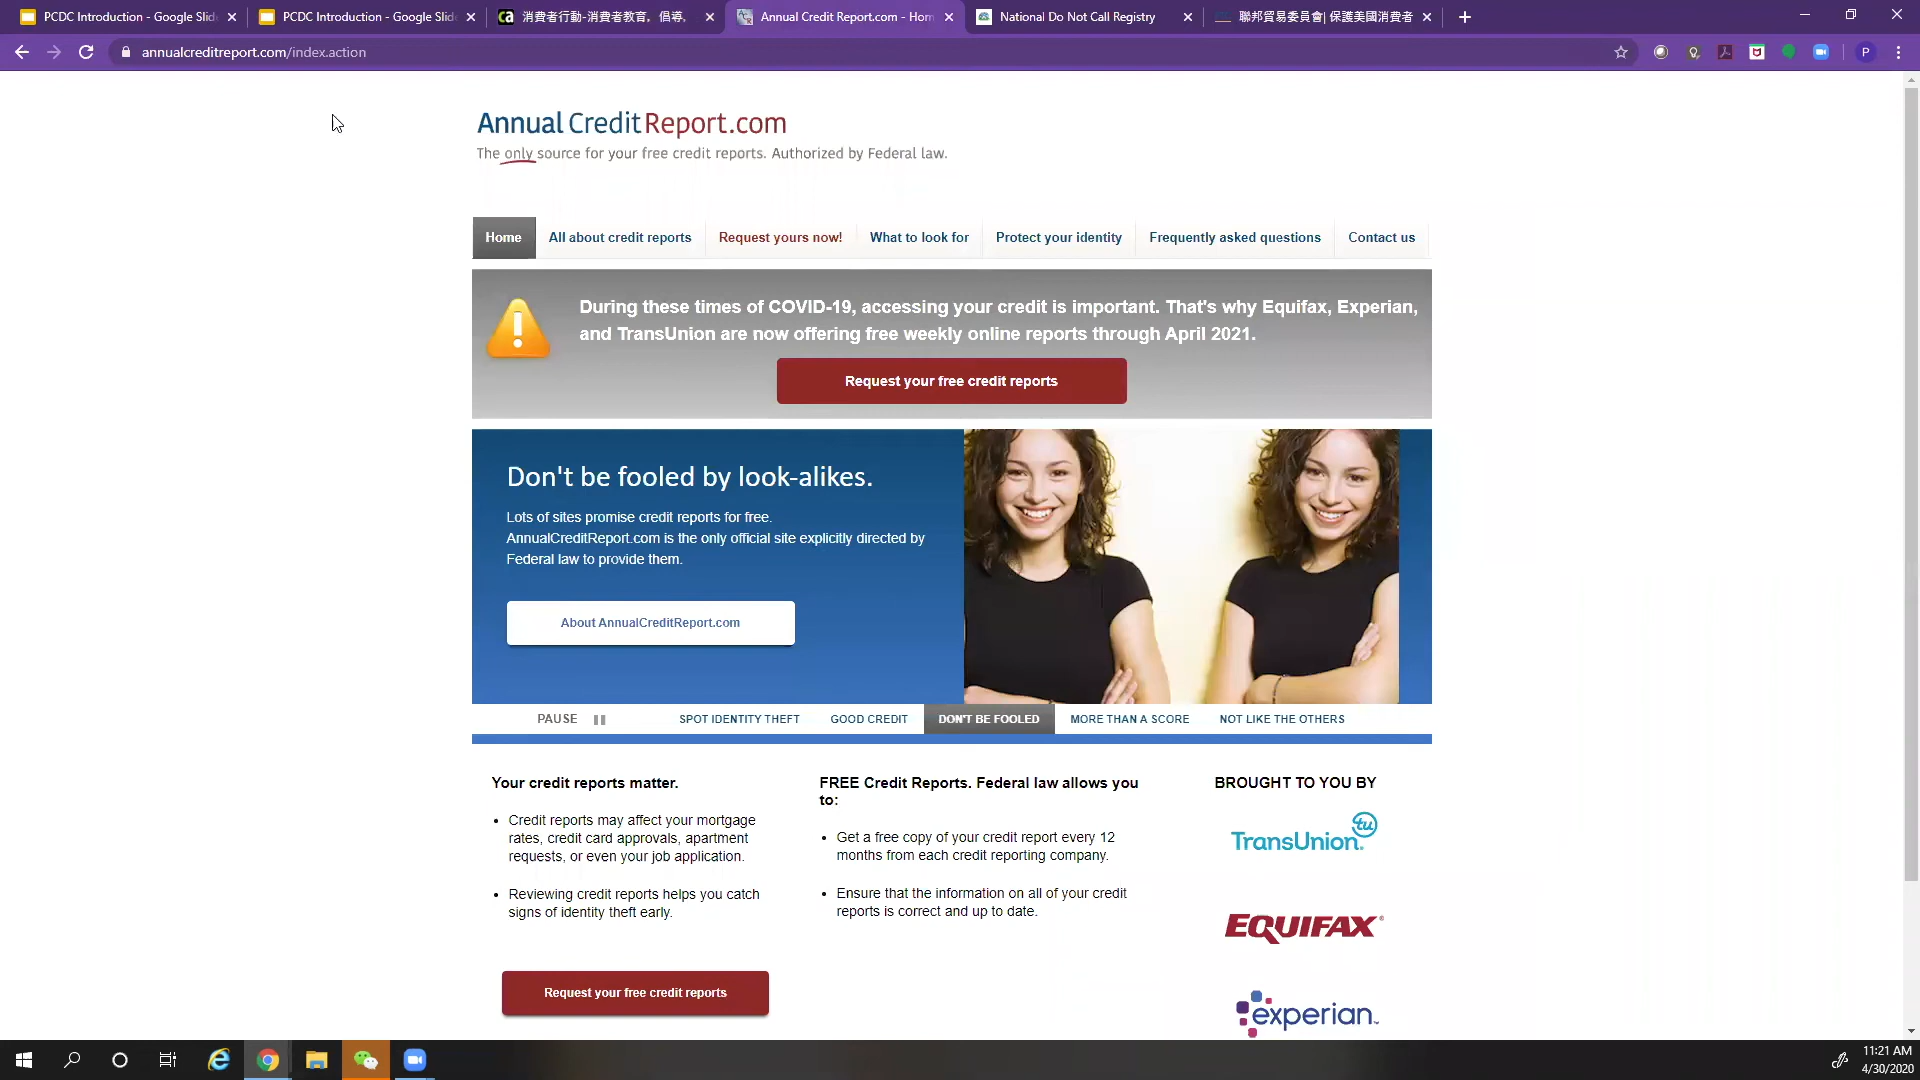 PCDC Introduction - Google Slid
PCDC Introduction - Google Slid
ca 消費者行動-消費者教育，倡導，
Annual Credit Report.com - Hom
National Do Not Call Registry
聯邦貿易委員會| 保護美國消費者
annualcreditreport.com/index.action
P
AnnualCreditReport.com
The only source for your free credit reports. Authorized by Federal law.
Home
All about credit reports
Request yours now!
What to look for
Protect your identity
Frequently asked questions
Contact us
During these times of COVID-19, accessing your credit is important. That's why Equifax, Experian,
and TransUnion are now offering free weekly online reports through April 2021.
Request your free credit reports
Don't be fooled by look-alikes.
Lots of sites promise credit reports for free.
AnnualCreditReport.com is the only official site explicitly directed by
Federal law to provide them.
About AnnualCreditReport.com
PAUSE
SPOT IDENTITY THEFT
GOOD CREDIT
DON'T BE FOOLED
MORE THAN A SCORE
NOT LIKE THE OTHERS
Your credit reports matter.
• Credit reports may affect your mortgage
rates, credit card approvals, apartment
requests, or even your job application.
• Reviewing credit reports helps you catch
signs of identity theft early.
Request your free credit reports
FREE Credit Reports. Federal law allows you
to:
• Get a free copy of your credit report every 12
months from each credit reporting company.
• Ensure that the information on all of your credit
reports is correct and up to date.
BROUGHT TO YOU BY
TransUnion tu
EQUIFAX
experian
11:21 AM
4/30/2020